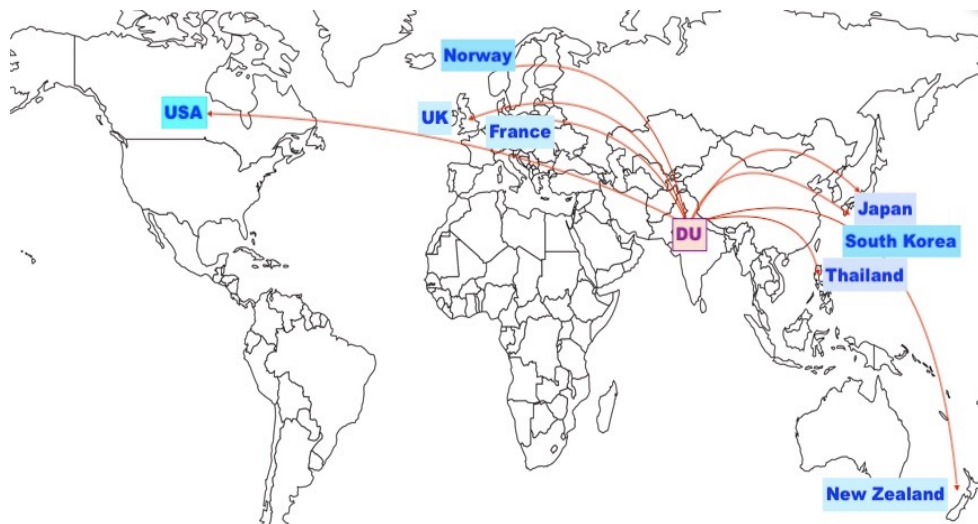 Norway
USA
UK
France
Japan
DU
South Korea
Thailand
New Zealand